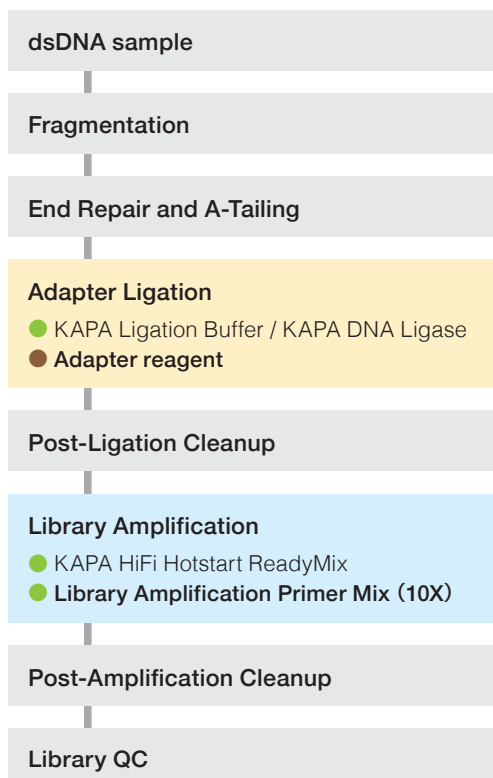 dsDNA sample
Fragmentation
End Repair and A-Tailing
Adapter Ligation
KAPA Ligation Buffer / KAPA DNA Ligase
Adapter reagent
Post-Ligation Cleanup
Library Amplification
KAPA HiFi Hotstart ReadyMix
Library Amplification Primer Mix (10X)
Post-Amplification Cleanup
Library QC